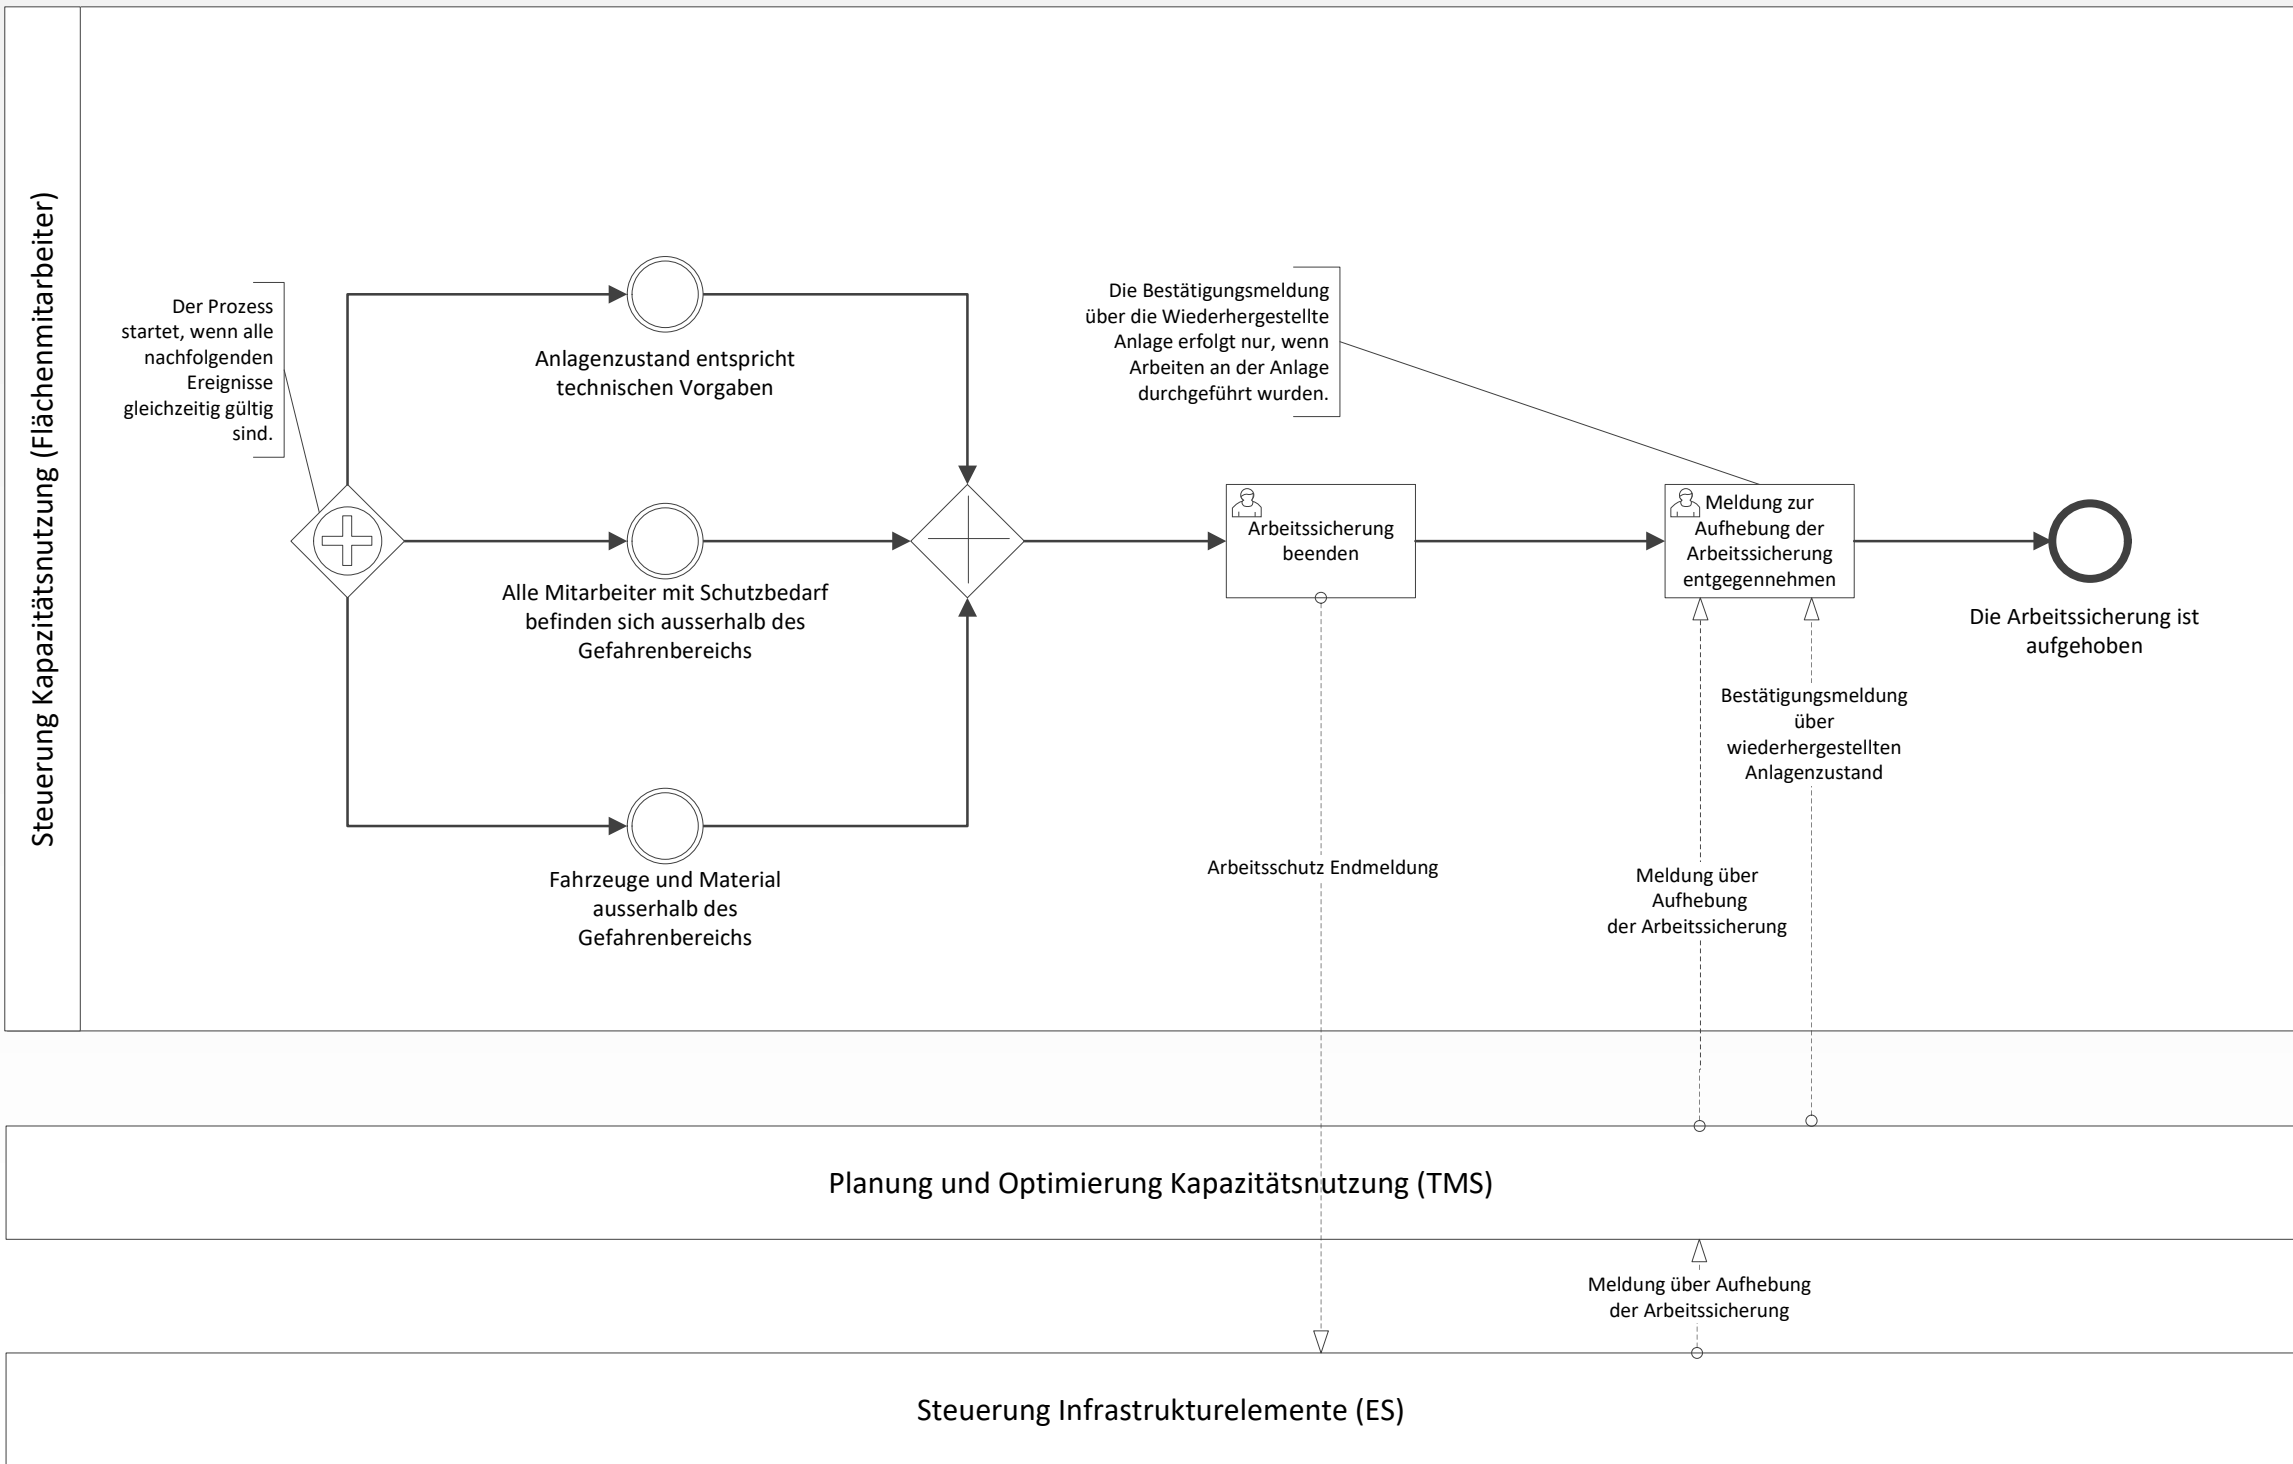 Steuerung Kapazitätsnutzung (Flächenmitarbeiter)
Der Prozess
startet, wenn alle
nachfolgenden
Ereignisse
gleichzeitig gültig
sind.
Anlagenzustand entspricht
technischen Vorgaben
Alle Mitarbeiter mit Schutzbedarf
befinden sich ausserhalb des
Gefahrenbereichs
Fahrzeuge und Material
ausserhalb des
Gefahrenbereichs
Die Bestätigungsmeldung
über die Wiederhergestellte
Anlage erfolgt nur, wenn
Arbeiten an der Anlage
durchgeführt wurden.
Arbeitssicherung
beenden
Meldung zur
Aufhebung der
Arbeitssicherung
entgegennehmen
Die Arbeitssicherung ist
aufgehoben
Bestätigungsmeldung
über
wiederhergestellten
Anlagenzustand
Arbeitsschutz Endmeldung
Meldung über
Aufhebung
der Arbeitssicherung
Planung und Optimierung Kapazitätsnutzung (TMS)
Meldung über Aufhebung
der Arbeitssicherung
Steuerung Infrastrukturelemente (ES)